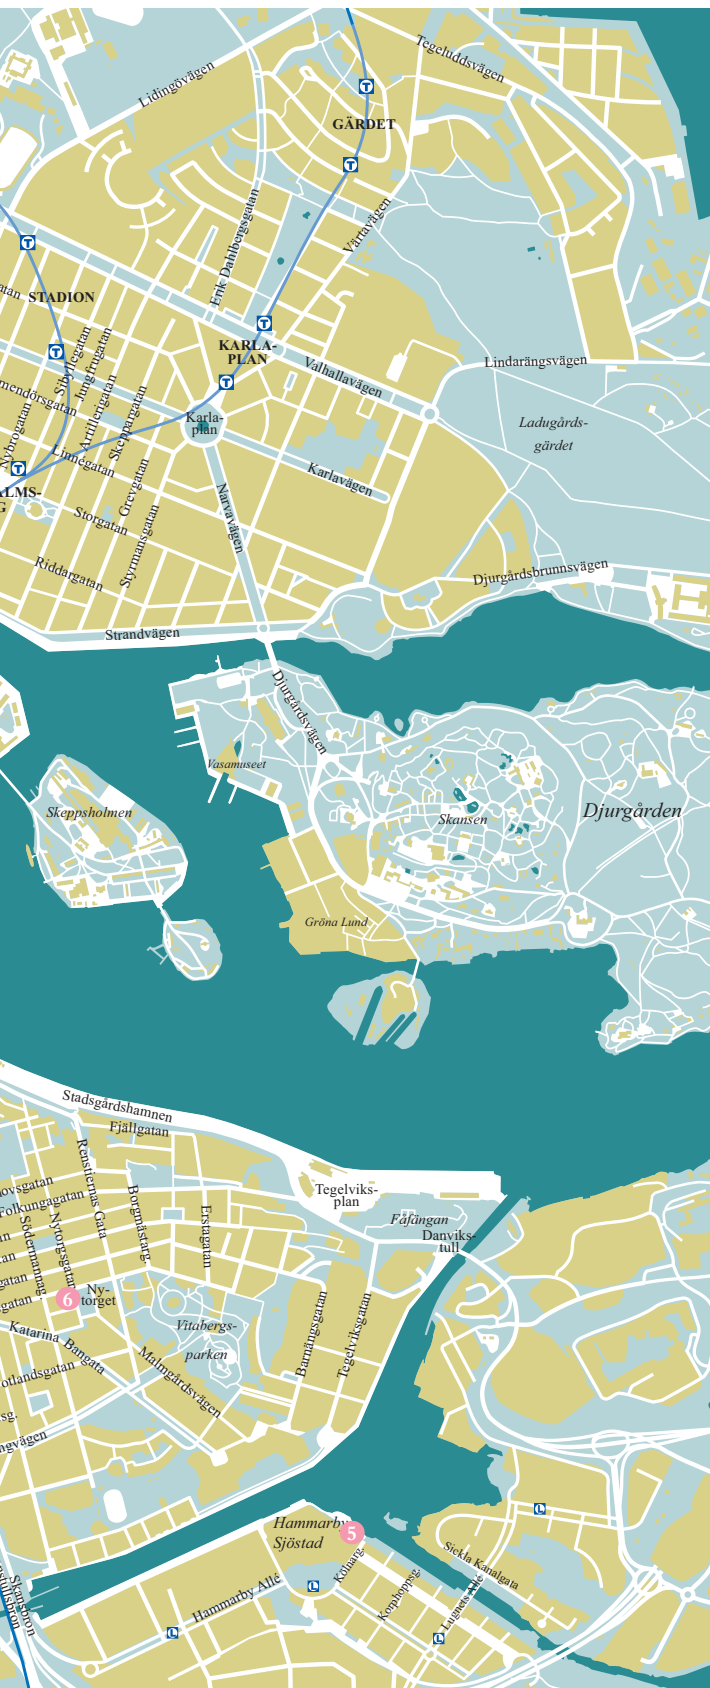 Tegeluddsvägen
Lidingövägen
T
GÄRDET
T
Värtavägen
Erik Dahlbergsgatan
T
STADION
T
KARLA-
PLAN
T
T
Valhallavägen
Lindarängsvägen
Sibyllegatan
Jungfrugatan
Artillerigatan
Skeppargatan
Karla-
plan
Ladugårds-
gärdet
T
Linnégatan
Karlavägen
Grevgatan
Narvavägen
Storgatan
Styrmansgatan
Riddargatan
Djurgårdsbrunnsvägen
Strandvägen
Djurgårdsvägen
Vasamuseet
Skeppsholmen
Skansen
Djurgården
Gröna Lund
Stadsgårdshamnen
Fjällgatan
Renstiernas Gata
Folkungagatan
Borgmästarg.
Erstagatan
Tegelviks-
plan
Fåfängan
Danviks-
tull
Södermannag.
Nytorgsgatan
6
Ny-
torget
Katarina Bangata
Vitabergs-
parken
Malmgårdsvägen
Barnängsgatan
Tegelviksgatan
Hammarby
Sjöstad
5
L
Sickla Kanalgata
Kölnarg.
L
Korphoppsg.
Lugnets Allé
Hammarby Allé
L
L
Skansbron